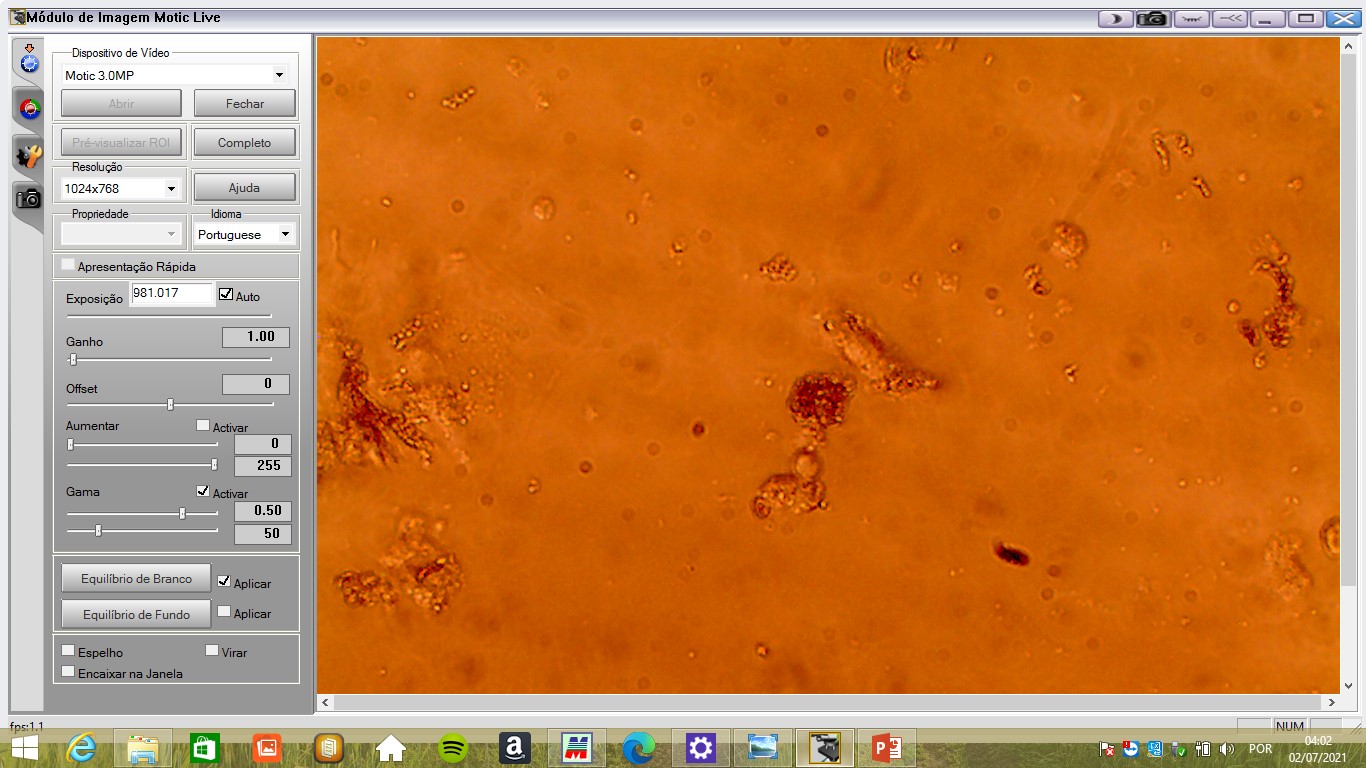 Módulo de Imagem Motic Live
Dispositivo de Vídeo
Motic 3.0MP
Abrir Fechar
Pré-visualizar ROI Completo
Resolução
1024x768 Ajuda
Propriedade Idioma
Portuguese
Apresentação Rápida
Exposição 981.017 Auto
Ganho 1.00
Offset 0
Aumentar Activar
0
255
Gama Activar
0.50
50
Equilíbrio de Branco Aplicar
Equilíbrio de Fundo Aplicar
Espelho Virar
Encaixar na Janela
fps:1.1 NUM
POR 04:02
02/07/2021